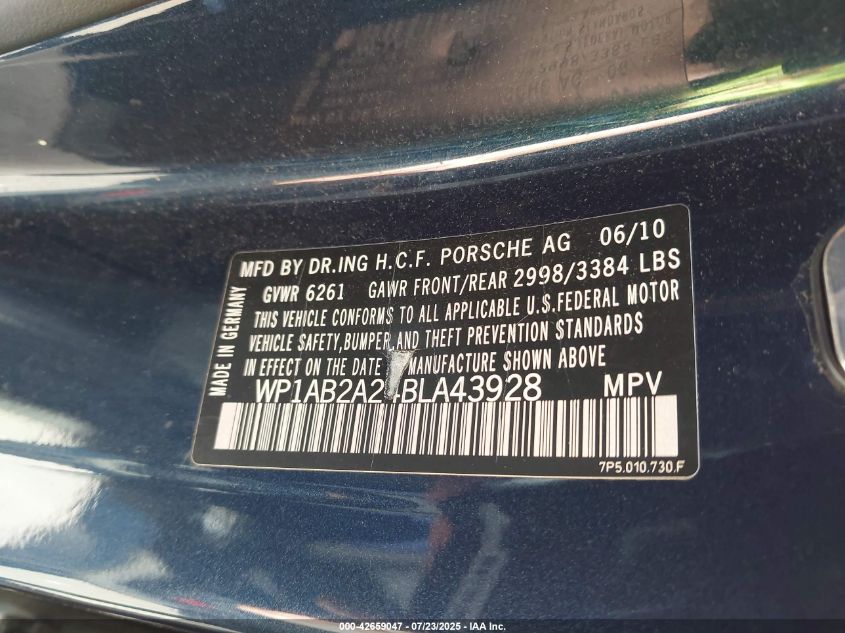 MFD BY DR.ING H.C.F. PORSCHE AG 06/10
GVWR 6261 GAWR FRONT/REAR 2998/3384 LBS
THIS VEHICLE CONFORMS TO ALL APPLICABLE U.S.FEDERAL MOTOR
VEHICLE SAFETY,BUMPER,AND THEFT PREVENTION STANDARDS
IN EFFECT ON THE DATE MANUFACTURE SHOWN ABOVE
WP1AB2A24BLA43928 MPV
7P5.010.730.F
MADE IN GERMANY
000-42659047 - 07/23/2025 - IAA Inc.